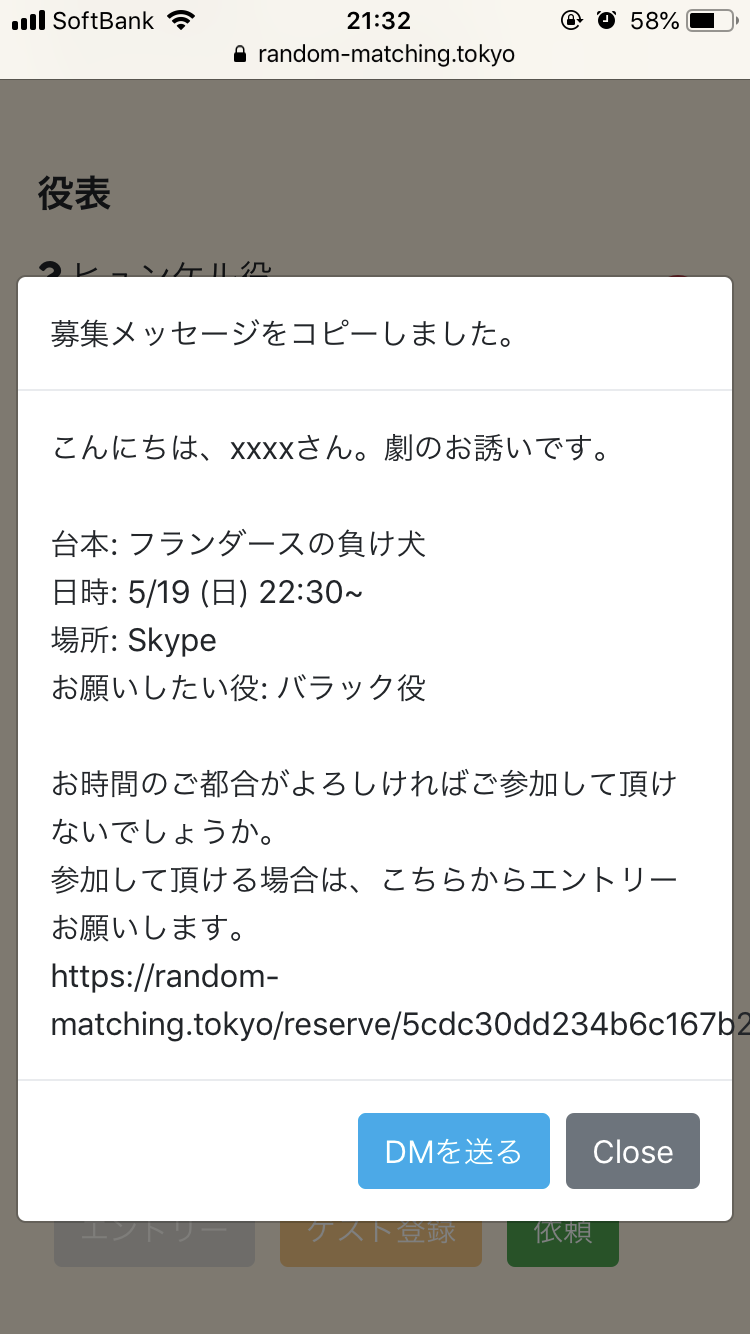 SoftBank 21:32 58%
random-matching.tokyo
役表
? ヒュンケル役
募集メッセージをコピーしました。
こんにちは、xxxxさん。劇のお誘いです。
台本: フランダースの負け犬
日時: 5/19 (日) 22:30~
場所: Skype
お願いしたい役: バラック役
お時間のご都合がよろしければご参加して頂け
ないでしょうか。
参加して頂ける場合は、こちらからエントリー
お願いします。
https://random-
matching.tokyo/reserve/5cdc30dd234b6c167b2
DMを送る Close
エントリー ゲスト登録 依頼